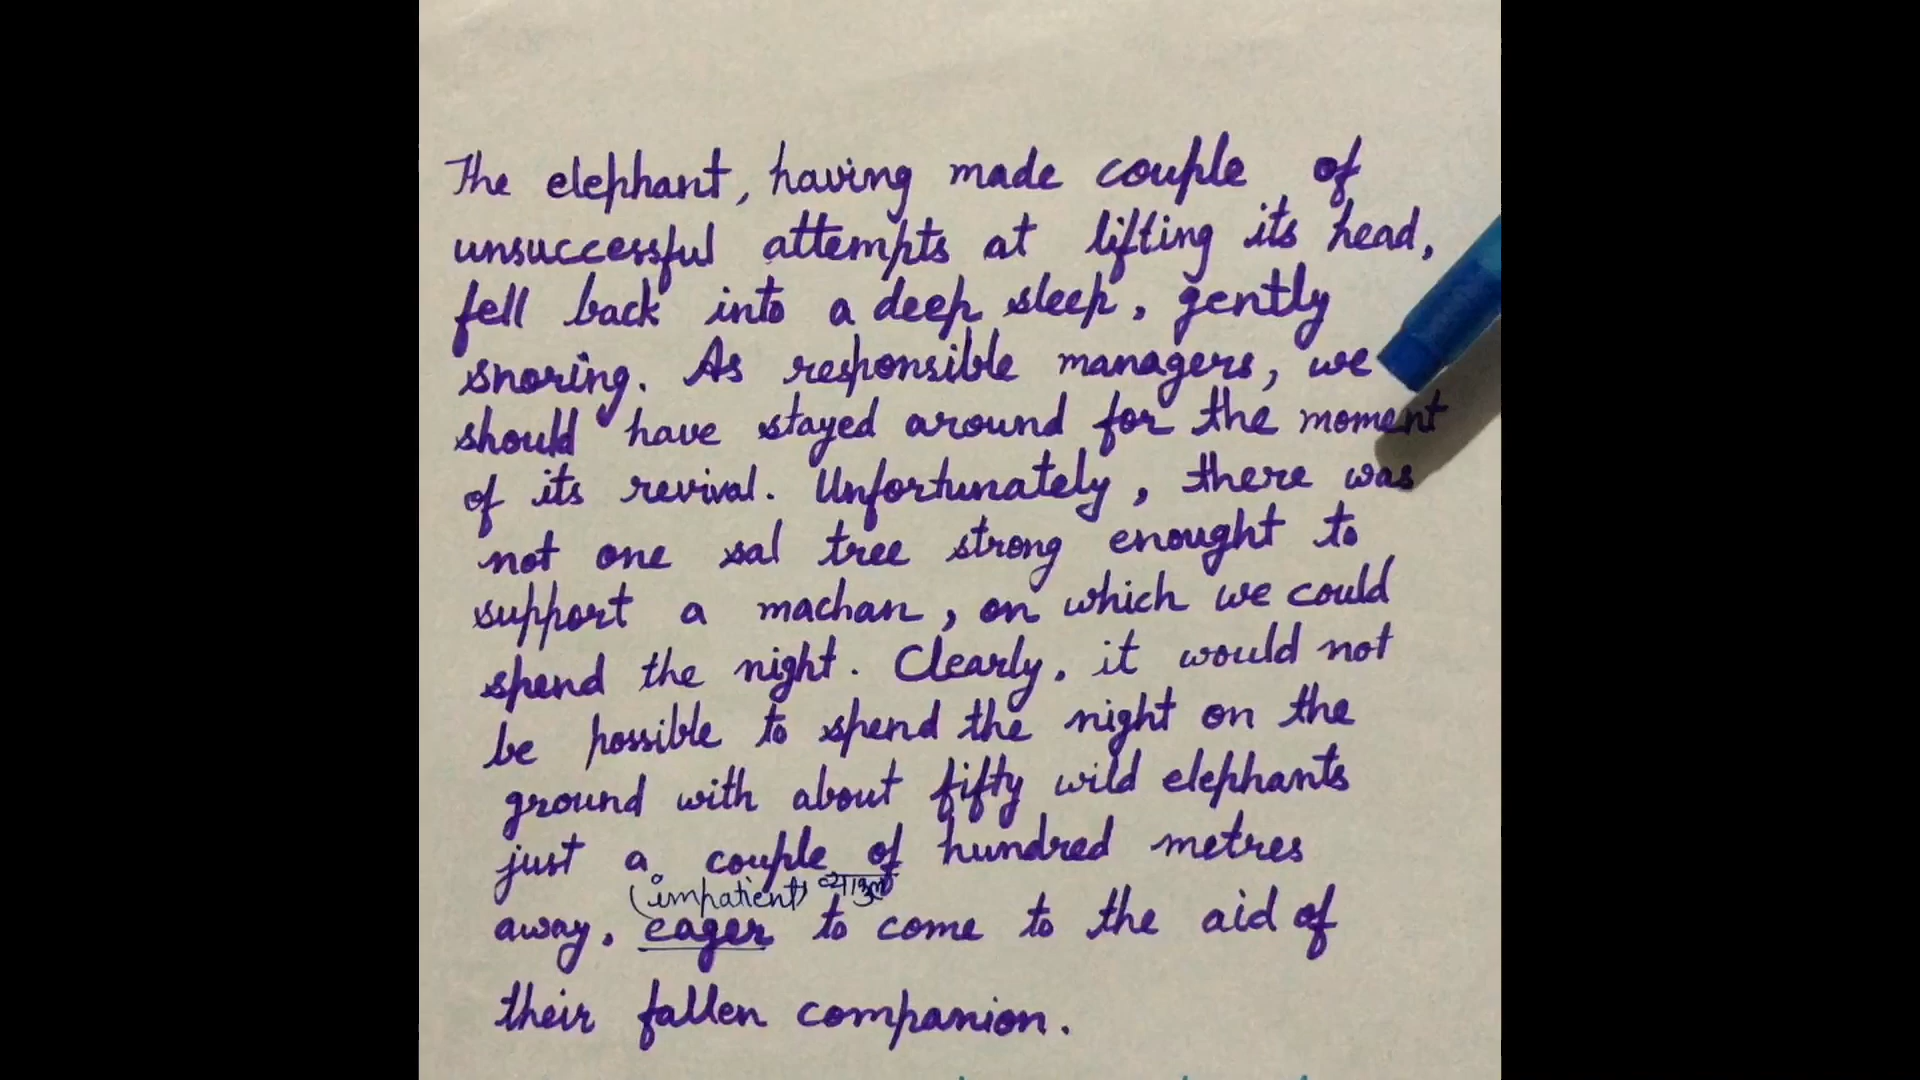 The elephant, having made couple of
unsuccessful attempts at lifting its head,
fell back into a deep sleep, gently
snoring. As responsible managers, we
should have stayed around for the moment
of its revival. Unfortunately, there was
not one sal tree strong enought to
support a machan, on which we could
spend the night. Clearly, it would not
be possible to spend the night on the
ground with about fifty wild elephants
just a couple of hundred metres
(impatient)
away, eager to come to the aid of
their fallen companion.